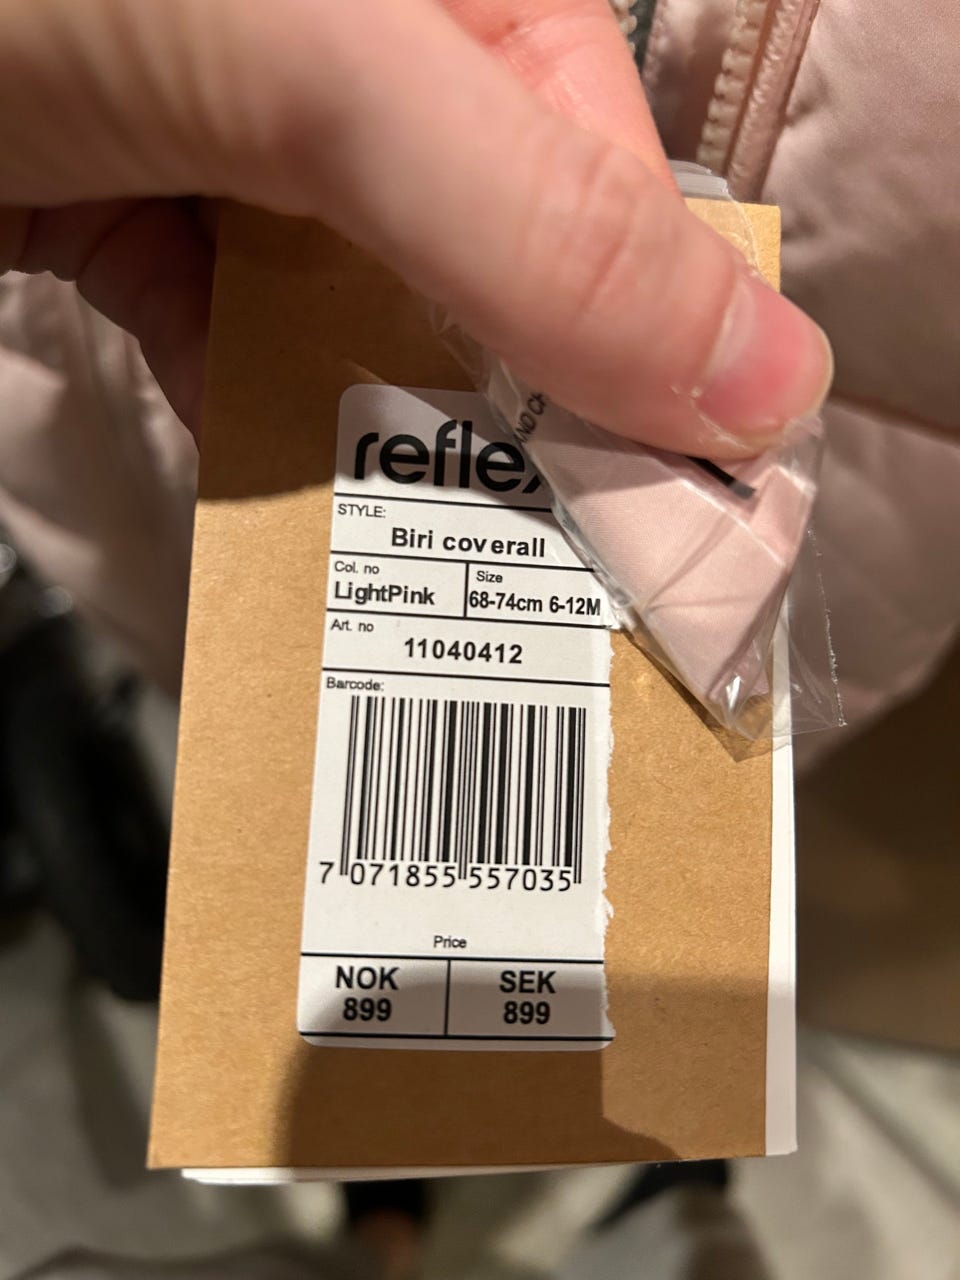 reflex
STYLE:
Biri coverall
Col. no
LightPink
Size
68-74cm 6-12M
Art. no
11040412
Barcode:
7 071855 557035
Price
NOK
899
SEK
899